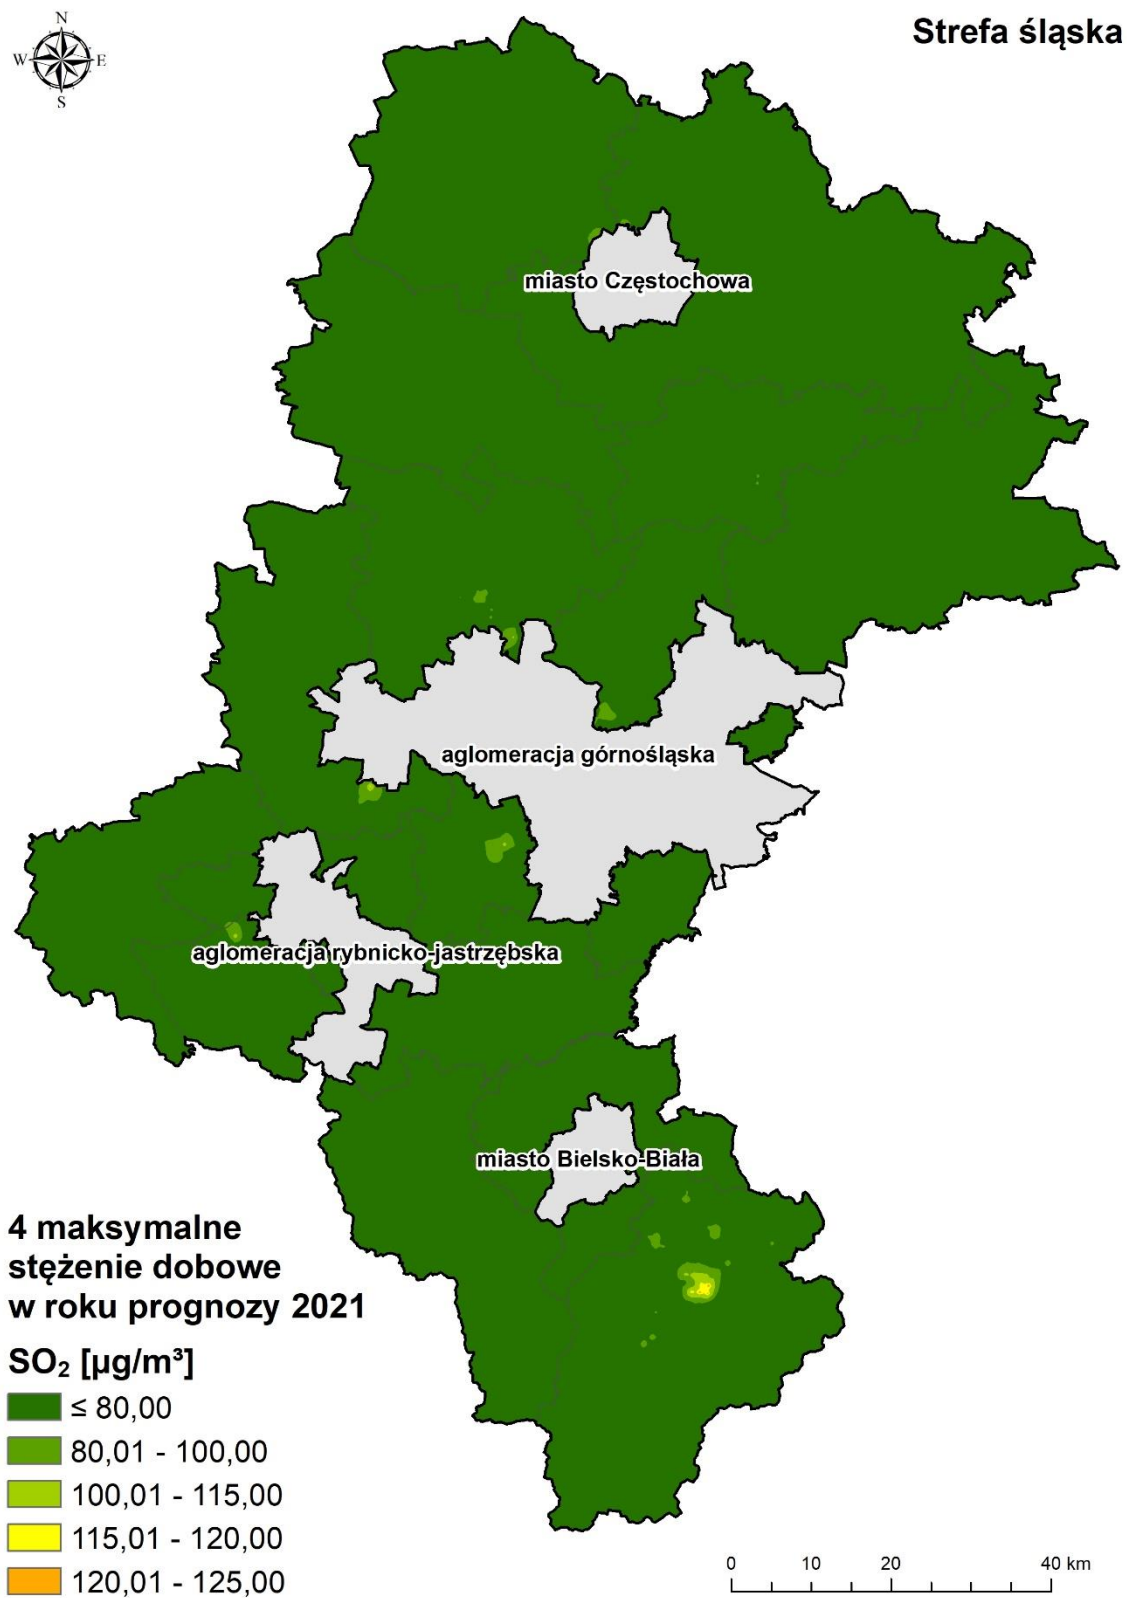 N
W E
S
Strefa śląska
miasto Częstochowa
aglomeracja górnośląska
aglomeracja rybnicko-jastrzębska
miasto Bielsko-Biała
4 maksymalne
stężenie dobowe
w roku prognozy 2021
SO₂ [µg/m³]
≤ 80,00
80,01 - 100,00
100,01 - 115,00
115,01 - 120,00
120,01 - 125,00
0 10 20 40 km